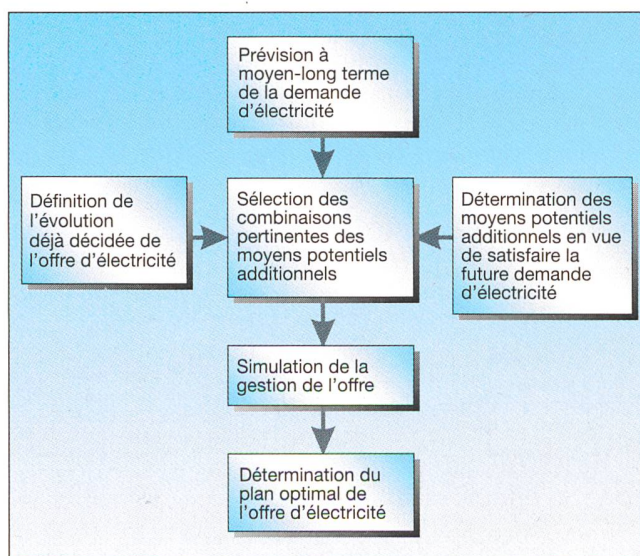 Prévision à
moyen-long terme
de la demande
d'électricité
Définition de
l'évolution
déjà décidée de
l'offre d'électricité
Sélection des
combinaisons
pertinentes des
moyens potentiels
additionnels
Détermination des
moyens potentiels
additionnels en vue
de satisfaire la
future demande
d'électricité
Simulation de la
gestion de l'offre
Détermination du
plan optimal de
l'offre d'électricité